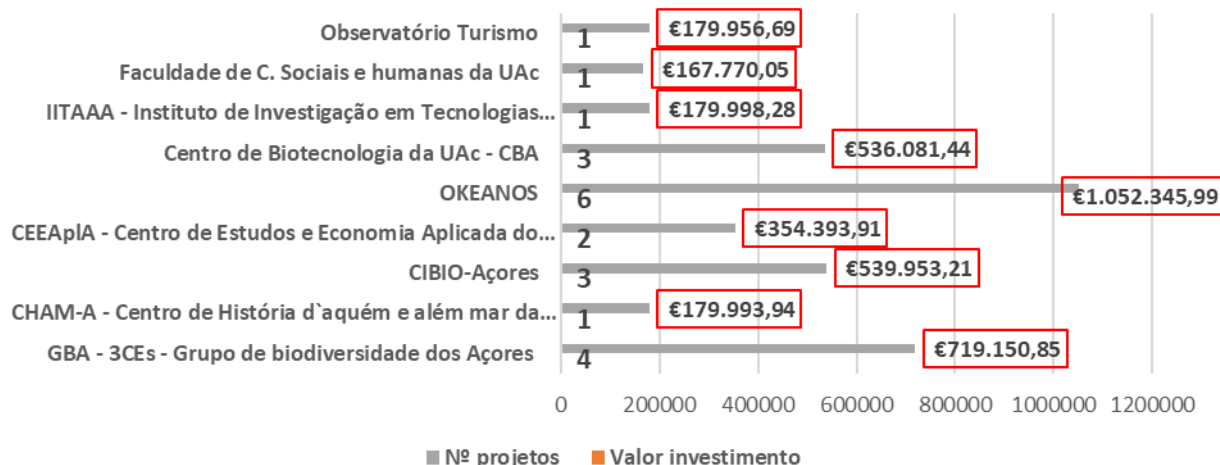 Observatório Turismo
1
€179.956,69
Faculdade de C. Sociais e humanas da UAc
1
€167.770,05
IITAAA - Instituto de Investigação em Tecnologias...
1
€179.998,28
Centro de Biotecnologia da UAc - CBA
3
€536.081,44
OKEANOS
6
€1.052.345,99
CEEAplA - Centro de Estudos e Economia Aplicada do...
2
€354.393,91
CIBIO-Açores
3
€539.953,21
CHAM-A - Centro de História d`aquém e além mar da...
1
€179.993,94
GBA - 3CEs - Grupo de biodiversidade dos Açores
4
€719.150,85
0 200000 400000 600000 800000 1000000 1200000
Nº projetos Valor investimento